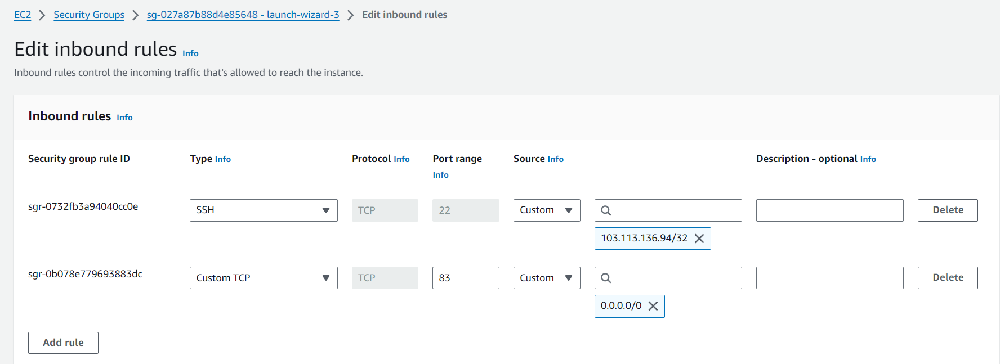 EC2 > Security Groups > sg-027a87b88d4e85648 - launch-wizard-3 > Edit inbound rules
Edit inbound rules Info
Inbound rules control the incoming traffic that's allowed to reach the instance.
Inbound rules Info
Security group rule ID Type Info Protocol Info Port range Info Source Info Description - optional Info
sgr-0732fb3a94040cc0e SSH TCP 22 Custom Delete
103.113.136.94/32
sgr-0b078e779693883dc Custom TCP TCP 83 Custom Delete
0.0.0.0/0
Add rule